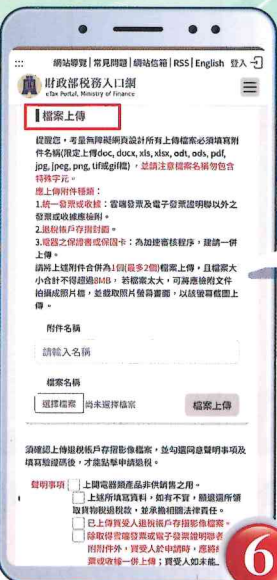 網站導覽│常見問題│網站信箱│RSS│English 登入
財政部稅務入口網
eTax Portal, Ministry of Finance
檔案上傳
提醒您，考量無障礙網頁設計所有上傳檔案必須填寫附
件名稱(限定上傳doc, docx, xls, xlsx, odt, ods, pdf,
jpg, jpeg, png, tif或gif檔)，並請注意檔案名稱勿包含
特殊字元。
應上傳附件種類：
1.統一發票或收據：雲端發票及電子發票證明聯以外之
發票或收據應檢附。
2.退稅帳戶存摺封面。
3.電器之保證書或保固卡：為加速審核程序，建請一併
上傳。
請將上述附件合併為1個(最多2個)檔案上傳，且檔案大
小合計不得超過8MB，若檔案太大，可將應檢附文件
拍攝成照片檔，並截取照片螢幕畫面，以該螢幕截圖上
傳。
附件名稱
請輸入名稱
檔案名稱
選擇檔案 尚未選擇檔案
檔案上傳
須確認上傳退稅帳戶存摺影像檔案，並勾選同意聲明事項及
填寫驗證碼後，才能點擊申請退稅。
聲明事項 上開電器類產品非供銷售之用。
上述所填寫資料，如有不實，願退還所領
取貨物稅退稅款，並承擔相關法律責任。
已上傳買受人退稅帳戶存摺影像檔案。
除取得雲端發票或電子發票證明聯者
附附件外，買受人於申請時，應將
票或收據一併上傳；買受人如未能
6